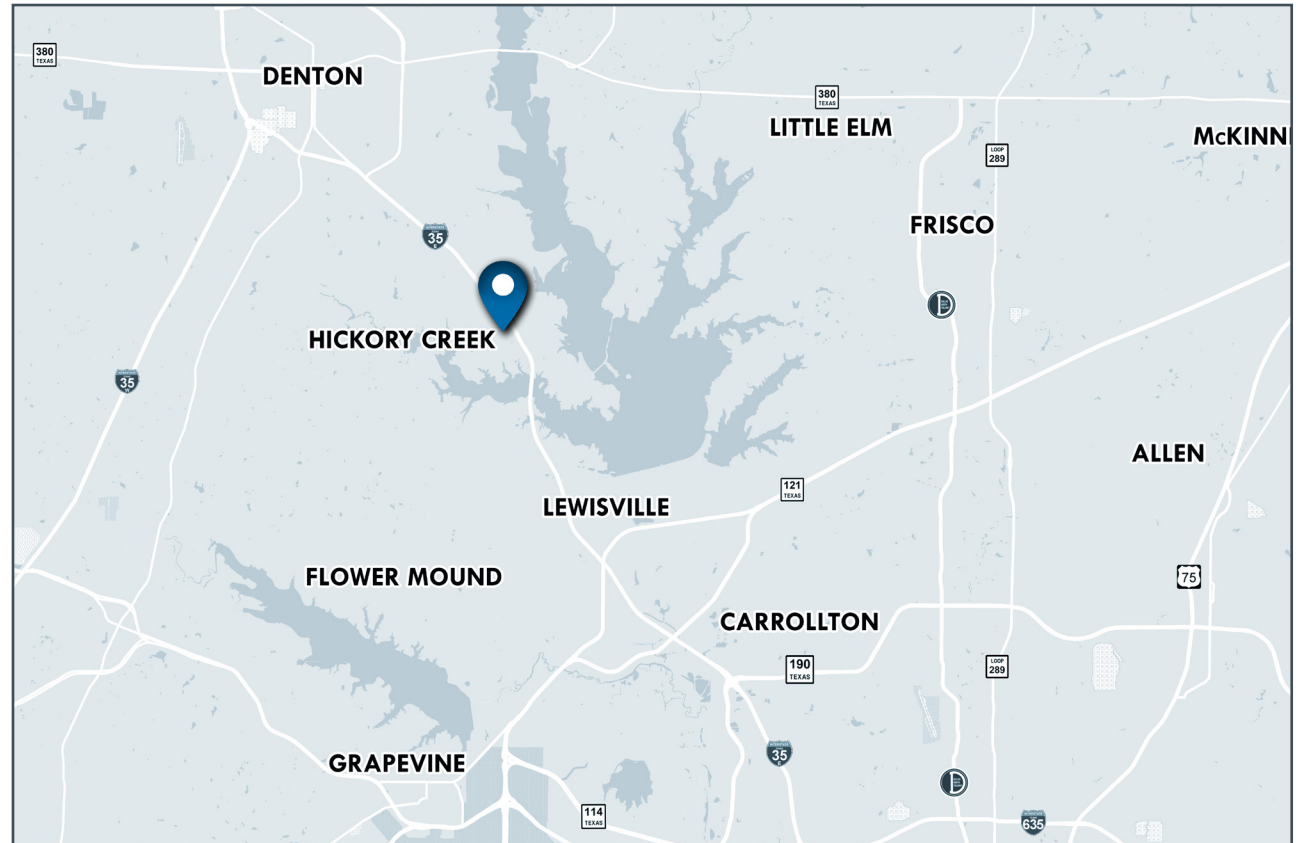 380
TEXAS
DENTON
380
TEXAS
LITTLE ELM
McKINN
LOOP
289
FRISCO
35
E
HICKORY CREEK
35
W
ALLEN
121
TEXAS
LEWISVILLE
FLOWER MOUND
75
CARROLLTON
190
TEXAS
LOOP
289
35
E
GRAPEVINE
D
D
114
TEXAS
635